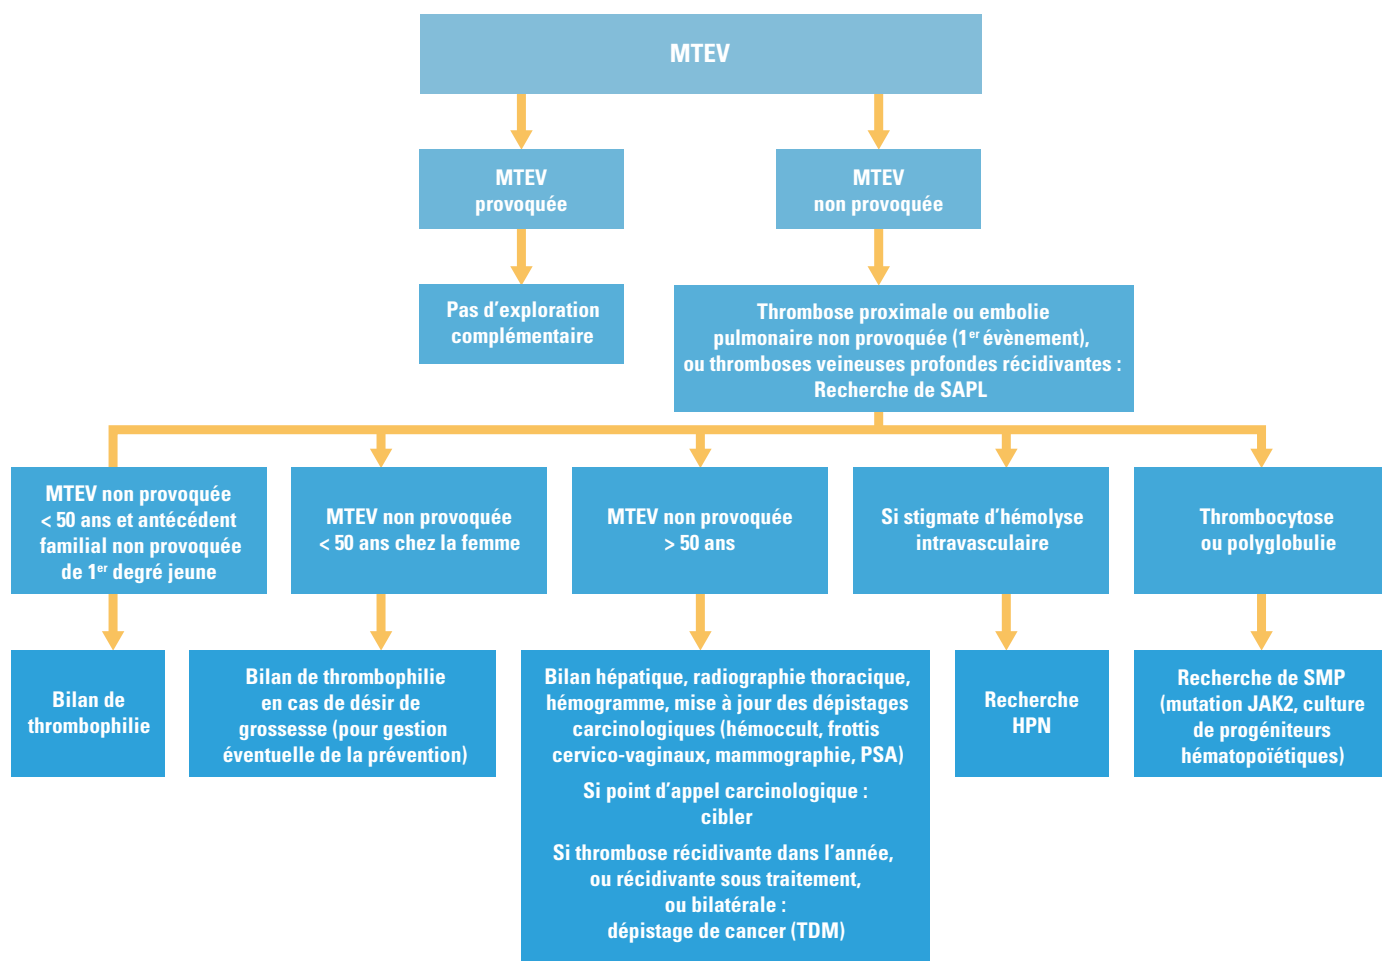 MTEV
MTEV
provoquée
MTEV
non provoquée
Pas d’exploration
complémentaire
Thrombose proximale ou embolie
pulmonaire non provoquée (1er évènement),
ou thromboses veineuses profondes récidivantes :
Recherche de SAPL
MTEV non provoquée
< 50 ans et antécédent
familial non provoquée
de 1er degré jeune
MTEV non provoquée
< 50 ans chez la femme
MTEV non provoquée
> 50 ans
Si stigmate d’hémolyse
intravasculaire
Thrombocytose
ou polyglobulie
Bilan de
thrombophilie
Bilan de thrombophilie
en cas de désir de
grossesse (pour gestion
éventuelle de la prévention)
Bilan hépatique, radiographie thoracique,
hémogramme, mise à jour des dépistages
carcinologiques (hémoccult, frottis
cervico-vaginaux, mammographie, PSA)
Si point d’appel carcinologique :
cibler
Si thrombose récidivante dans l’année,
ou récidivante sous traitement,
ou bilatérale :
dépistage de cancer (TDM)
Recherche
HPN
Recherche de SMP
(mutation JAK2, culture
de progéniteurs
hématopoïétiques)